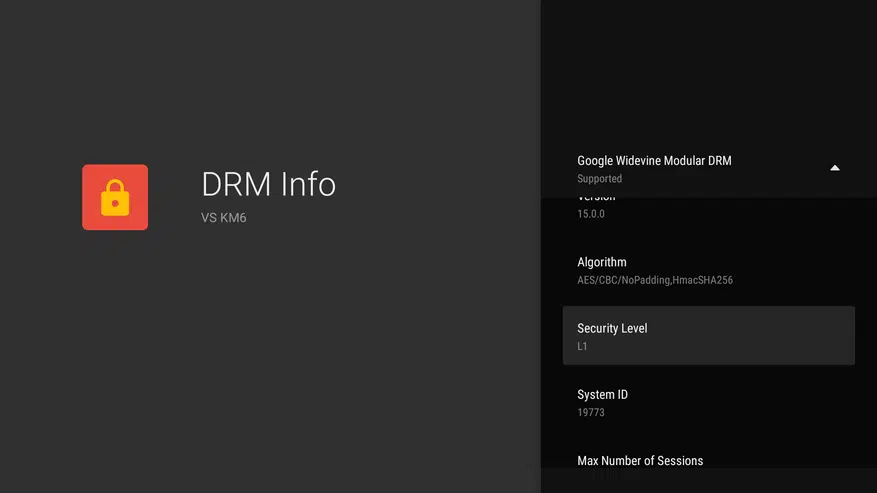 DRM Info
VS KM6
Google Widevine Modular DRM
Supported
Version
15.0.0
Algorithm
AES/CBC/NoPadding,HmacSHA256
Security Level
L1
System ID
19773
Max Number of Sessions